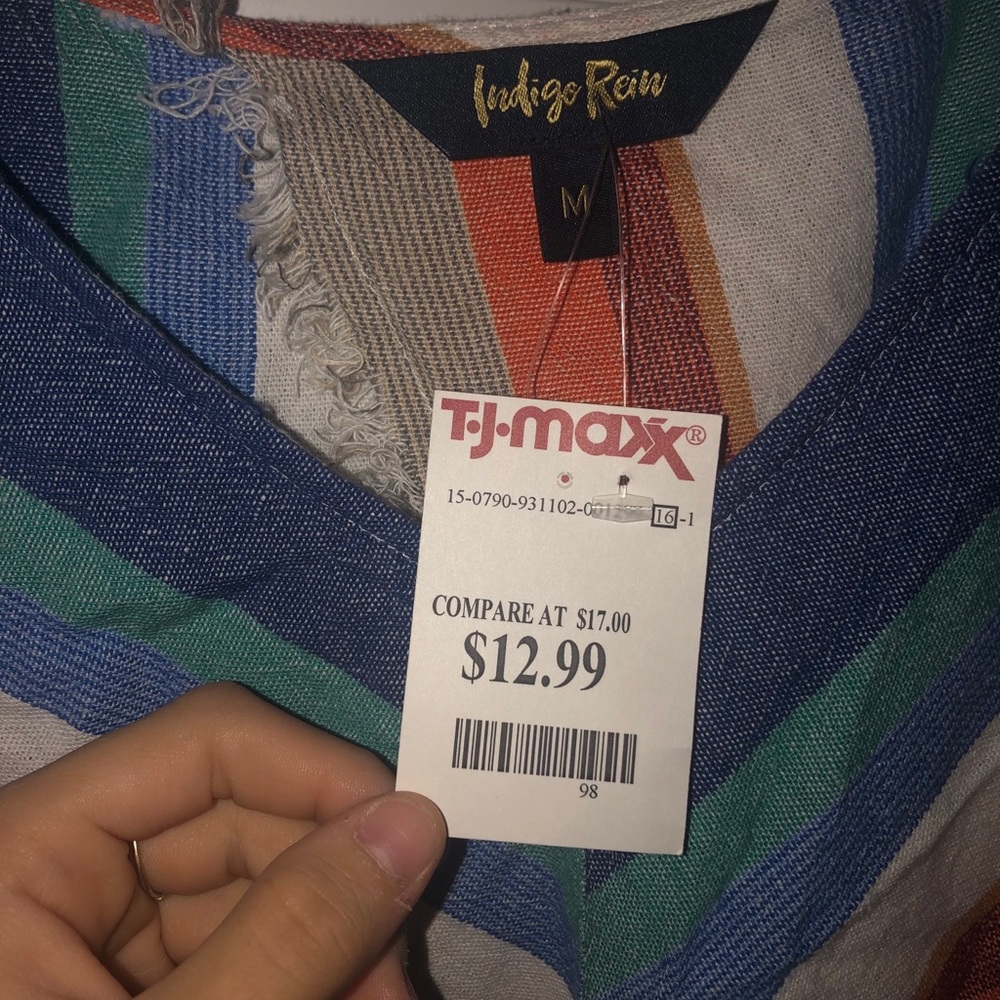 Indigo Rein
M
T·J·maxx®
15-0790-931102- 16-1
COMPARE AT $17.00
$12.99
98